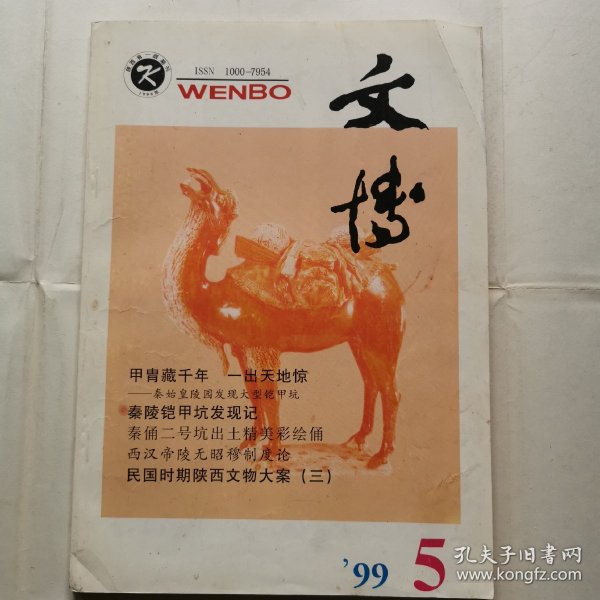 ISSN 1000-7954
WENBO
文博
甲胄藏千年 一出天地惊
——秦始皇陵园发现大型铠甲坑
秦陵铠甲坑发现记
秦俑二号坑出土精美彩绘俑
西汉帝陵无昭穆制度论
民国时期陕西文物大案(三)
'99 5
孔夫子旧书网
www.kongfz.com